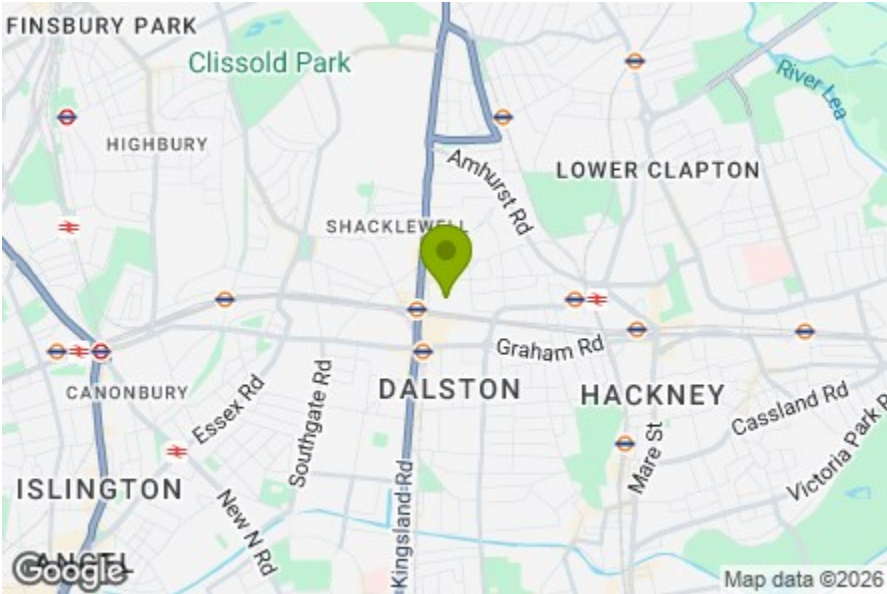 FINSBURY PARK
Clissold Park
River Lea
HIGHBURY
Amhurst Rd
LOWER CLAPTON
SHACKLEWELL
Graham Rd
CANONBURY
DALSTON
HACKNEY
Essex Rd
Southgate Rd
Cassland Rd
Mare St
Victoria Park R
ISLINGTON
New N Rd
Kingsland Rd
ANGEL
Google
Map data ©2026